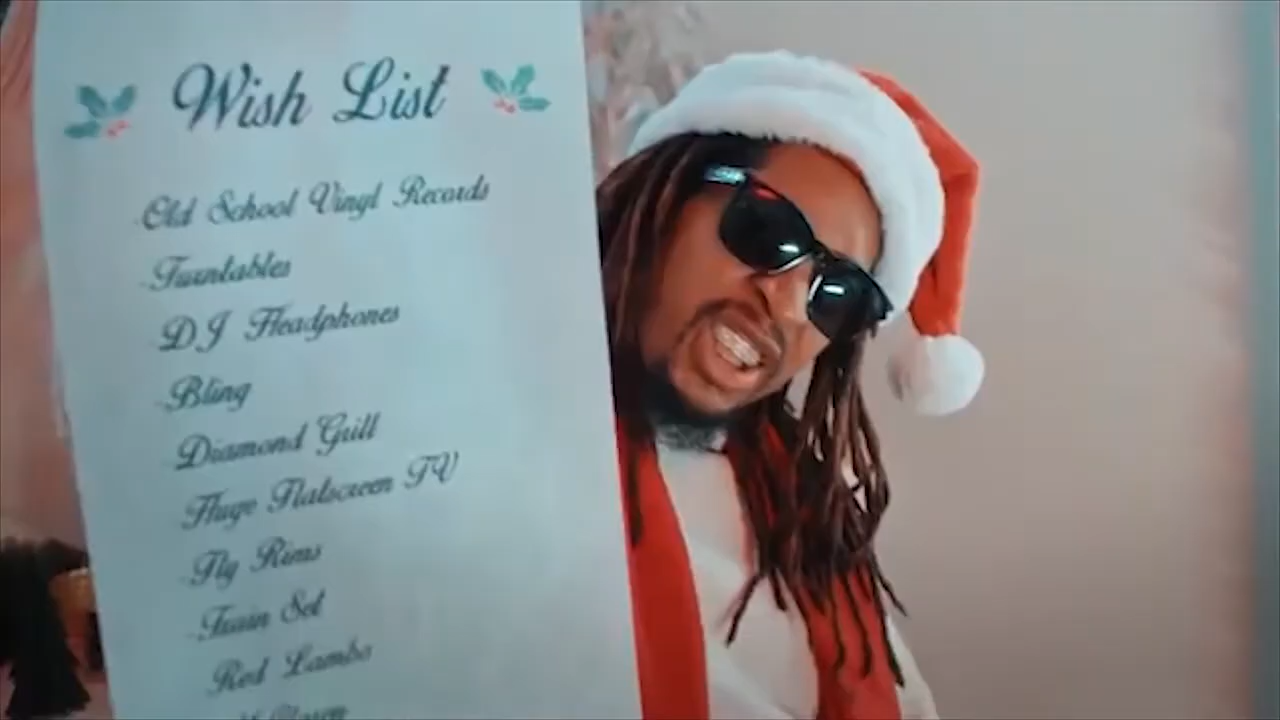 Wish List
-Old School Vinyl Records
-Turntables
-DJ Headphones
-Bling
-Diamond Grill
-Huge Flatscreen TV
-Fly Rims
-Train Set
-Red Lambo